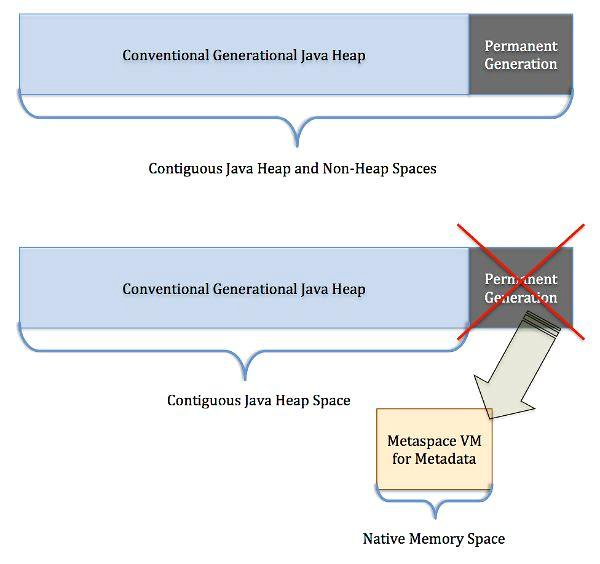 Conventional Generational Java Heap
Permanent
Generation
Contiguous Java Heap and Non-Heap Spaces
Conventional Generational Java Heap
Permanent
Generation
Contiguous Java Heap Space
Metaspace VM
for Metadata
Native Memory Space